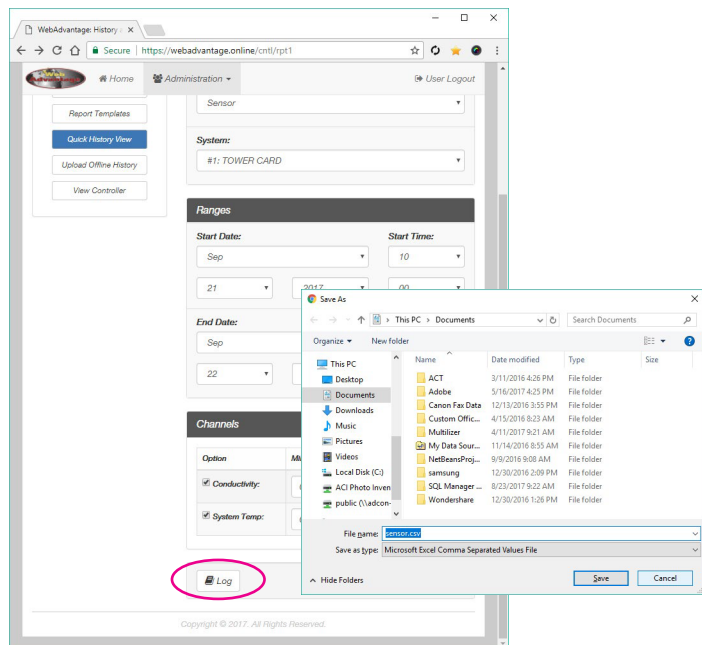 WebAdvantage: History
Secure | https://webadvantage.online/cntl/rpt1
Web
Home
Administration
User Logout
Report Templates
Quick History View
Upload Offline History
View Controller
Sensor
System:
#1: TOWER CARD
Ranges
Start Date:
Start Time:
Sep
10
21
2017
00
End Date:
Sep
22
Channels
Option
Conductivity:
System Temp:
Log
Copyright © 2017. All Rights Reserved.
Save As
This PC > Documents
Search Documents
Organize
New folder
This PC
Desktop
Documents
Downloads
Music
Pictures
Videos
Local Disk (C:)
ACI Photo Inven
public (\\adcon-
Name
Date modified
Type
Size
ACT 3/11/2016 4:26 PM File folder
Adobe 5/16/2017 4:25 PM File folder
Canon Fax Data 12/13/2016 3:55 PM File folder
Custom Offic... 4/15/2016 8:23 AM File folder
Multilizer 4/11/2017 9:21 AM File folder
My Data Sour... 11/14/2016 8:55 AM File folder
NetBeansProj... 9/9/2016 9:08 AM File folder
samsung 12/30/2016 2:09 PM File folder
SQL Manager ... 8/23/2017 9:22 AM File folder
Wondershare 12/30/2016 1:26 PM File folder
File name: sensor.csv
Save as type: Microsoft Excel Comma Separated Values File
Hide Folders
Save
Cancel